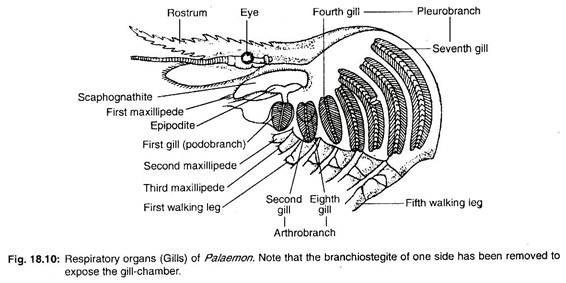 Rostrum Eye Fourth gill Pleurobranch
Seventh gill
Scaphognathite
First maxillipede
Epipodite
First gill (podobranch)
Second maxillipede
Third maxillipede
First walking leg
Second gill
Eighth gill
Arthrobranch
Fifth walking leg
Fig. 18.10: Respiratory organs (Gills) of Palaemon. Note that the branchiostegite of one side has been removed to
expose the gill-chamber.